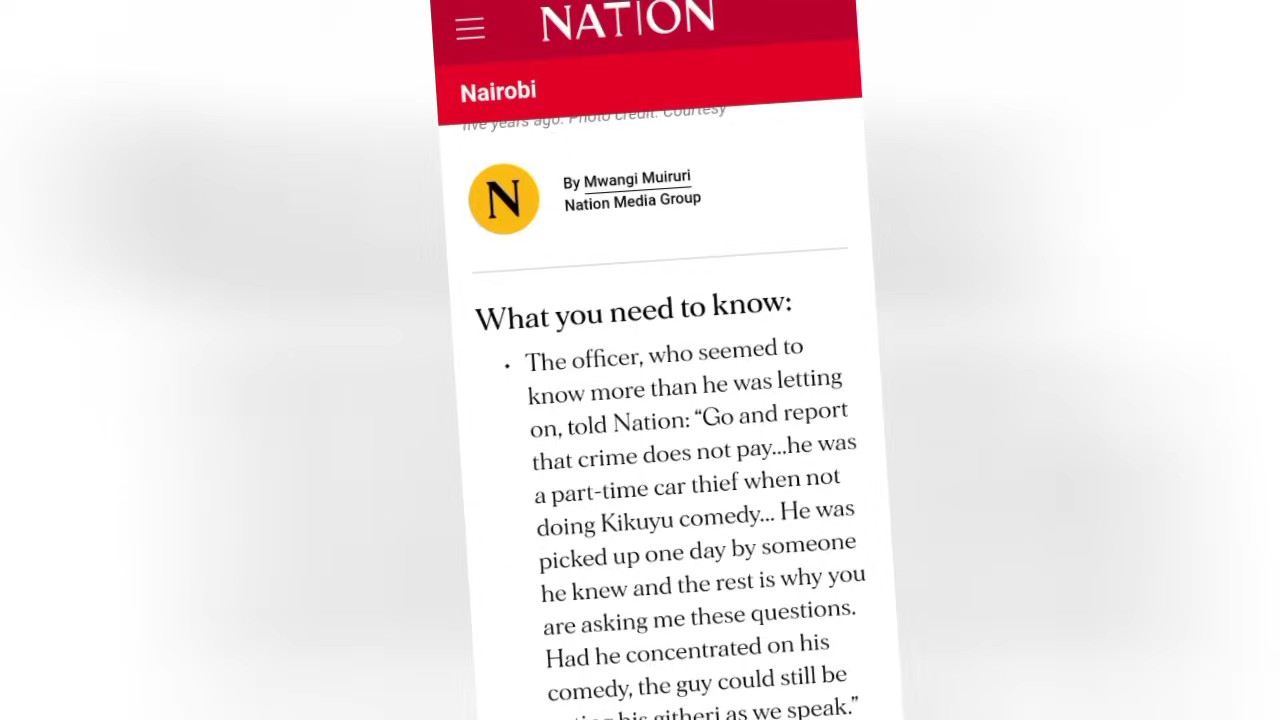 NATION
Nairobi
five years ago. Photo credit: Courtesy
N
By Mwangi Muiruri
Nation Media Group
What you need to know:
• The officer, who seemed to
know more than he was letting
on, told Nation: “Go and report
that crime does not pay...he was
a part-time car thief when not
doing Kikuyu comedy... He was
picked up one day by someone
he knew and the rest is why you
are asking me these questions.
Had he concentrated on his
comedy, the guy could still be
his githeri as we speak.”